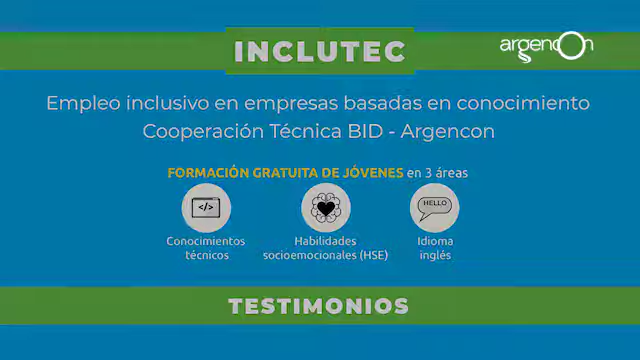 INCLUTEC
argencon
Empleo inclusivo en empresas basadas en conocimiento
Cooperación Técnica BID - Argencon
FORMACIÓN GRATUITA DE JÓVENES en 3 áreas
</>
HELLO
Conocimientos técnicos
Habilidades socioemocionales (HSE)
Idioma inglés
TESTIMONIOS